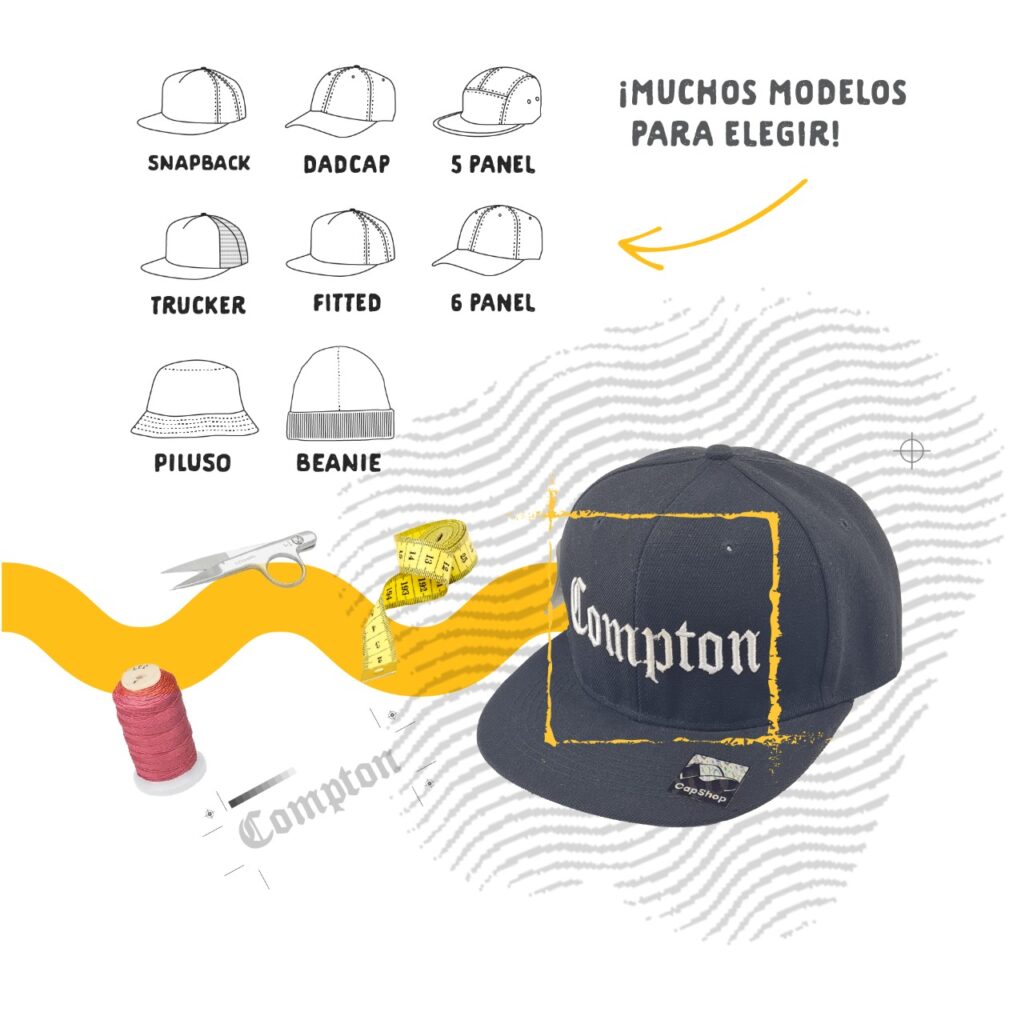 SNAPBACK
DADCAP
5 PANEL
¡MUCHOS MODELOS
PARA ELEGIR!
TRUCKER
FITTED
6 PANEL
PILUSO
BEANIE
Compton
CapShop
Compton